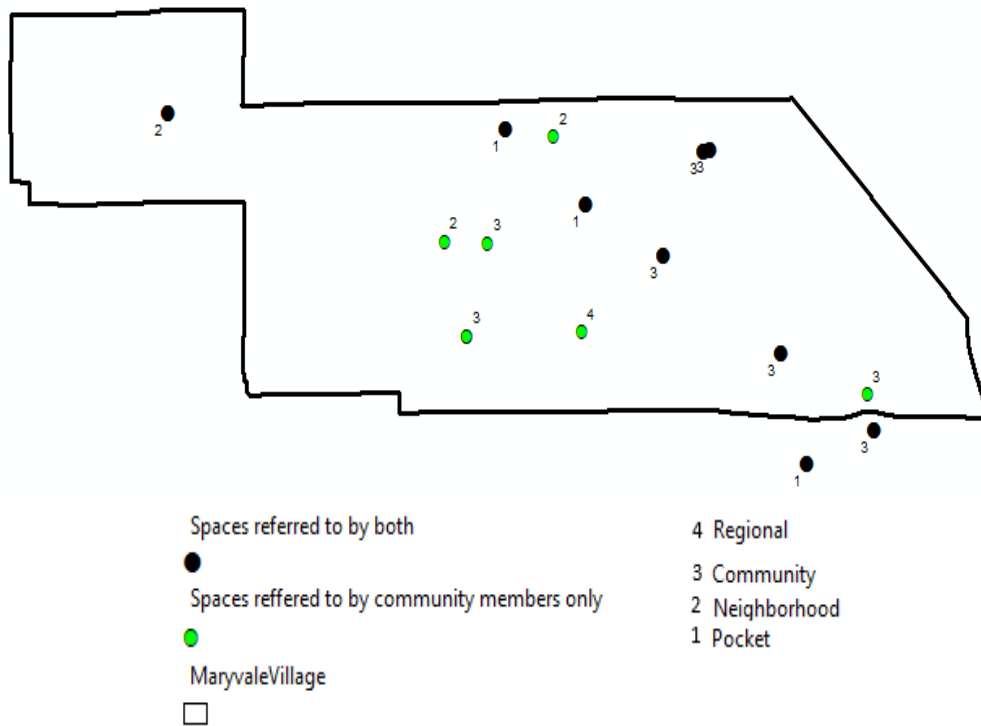 2
1
2
33
1
2
3
3
3
4
3
3
3
1
Spaces referred to by both
Spaces reffered to by community members only
MaryvaleVillage
4 Regional
3 Community
2 Neighborhood
1 Pocket